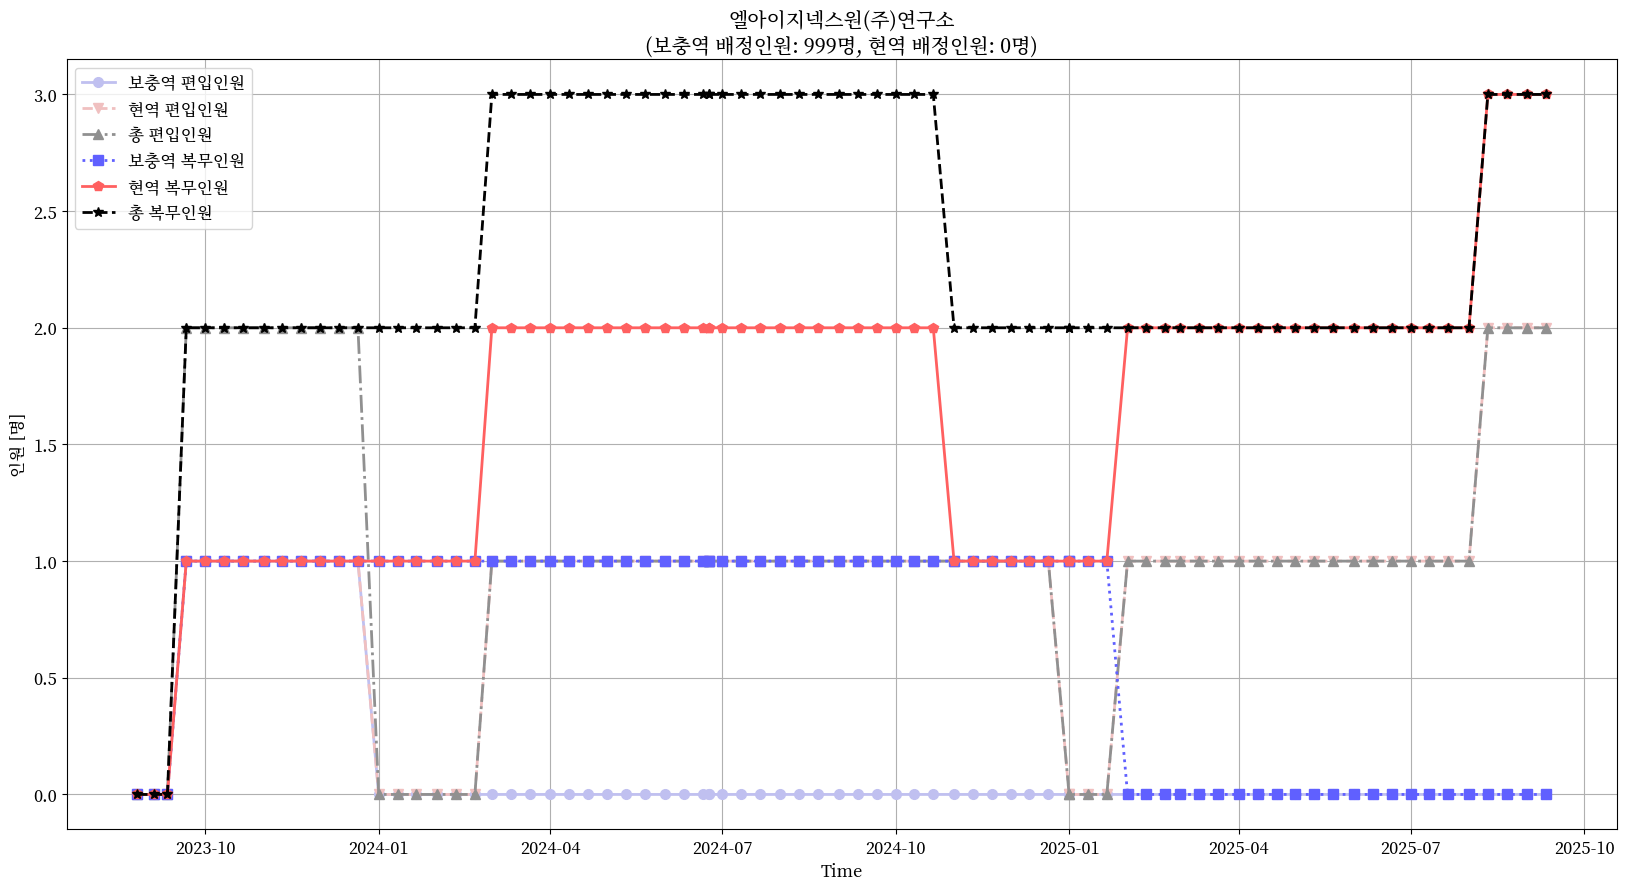 엘아이지넥스원(주)연구소
(보충역 배정인원: 999명, 현역 배정인원: 0명)
보충역 편입인원
현역 편입인원
총 편입인원
보충역 복무인원
현역 복무인원
총 복무인원
3.0
2.5
2.0
1.5
1.0
0.5
0.0
인원 [명]
2023-10
2024-01
2024-04
2024-07
2024-10
2025-01
2025-04
2025-07
2025-10
Time